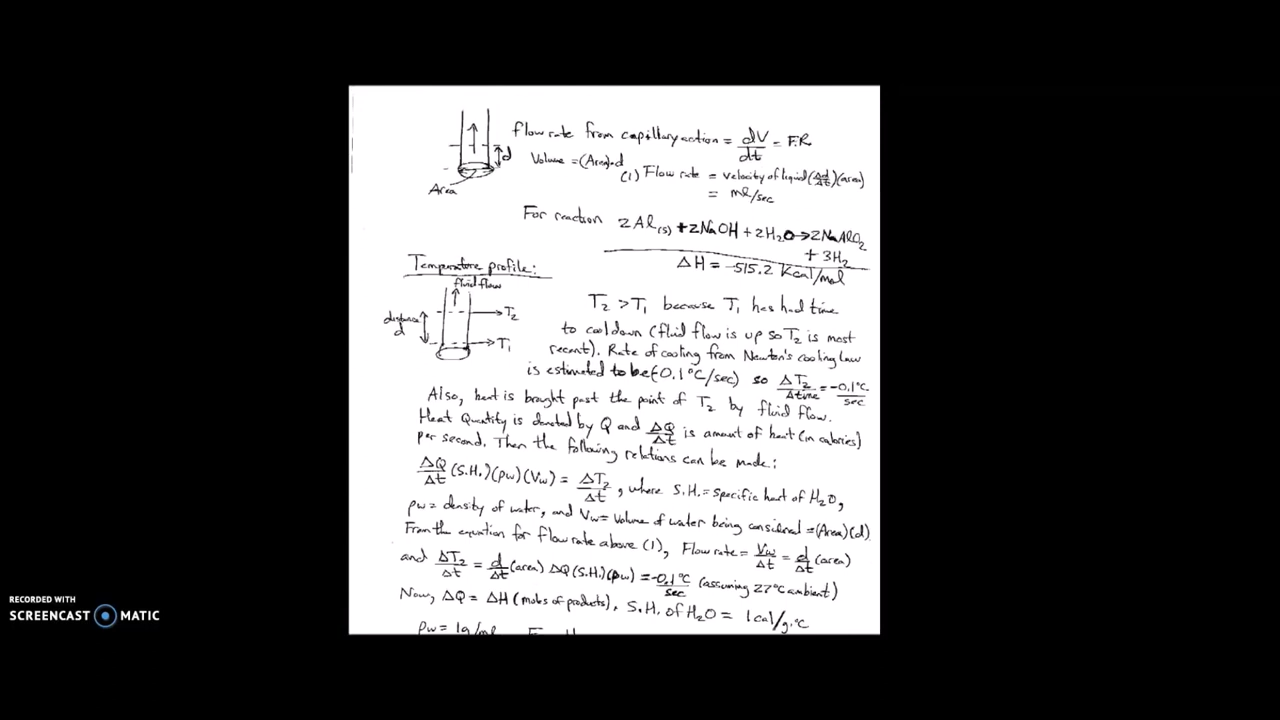 flow rate from capillary action = dV/dt = F.R
d
Volume = (Area)·d
(1) Flow rate = velocity of liquid (Δd/Δt)(area)
Area
= ml/sec
For reaction 2Al(s) + 2NaOH + 2H2O → 2NaAlO2
+ 3H2
ΔH = -515.2 Kcal/mol
Temperature profile:
fluid flow
distance d
T2
T1
T2 > T1 because T1 has had time
to cool down (fluid flow is up so T2 is most
recent). Rate of cooling from Newton's cooling law
is estimated to be (-0.1°C/sec) so ΔT2/Δtime = -0.1°C/sec
Also, heat is brought past the point of T2 by fluid flow.
Heat Quantity is denoted by Q and ΔQ/Δt is amount of heat (in calories)
per second. Then the following relations can be made:
ΔQ/Δt (S.H.)(ρw)(Vw) = ΔT2/Δt, where S.H. = specific heat of H2O,
ρw = density of water, and Vw = Volume of water being considered = (Area)(d).
From the equation for flow rate above (1), Flow rate = Vw/Δt = d/Δt (area)
and ΔT2/Δt = d/Δt (area) ΔQ (S.H.)(ρw) = -0.1°C/sec (assuming 27°C ambient)
Now, ΔQ = ΔH (mols of products), S.H. of H2O = 1cal/g·°C
ρw = 1g/ml
RECORDED WITH
SCREENCAST MATIC